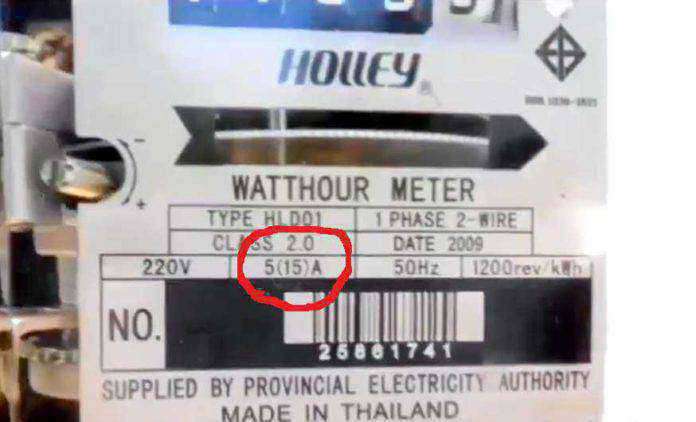 HOLLEY
WATTHOUR METER
TYPE HLD01 1 PHASE 2-WIRE
CLASS 2.0 DATE 2009
220V 5(15)A 50Hz 1200rev/kWh
NO.
25861741
SUPPLIED BY PROVINCIAL ELECTRICITY AUTHORITY
MADE IN THAILAND